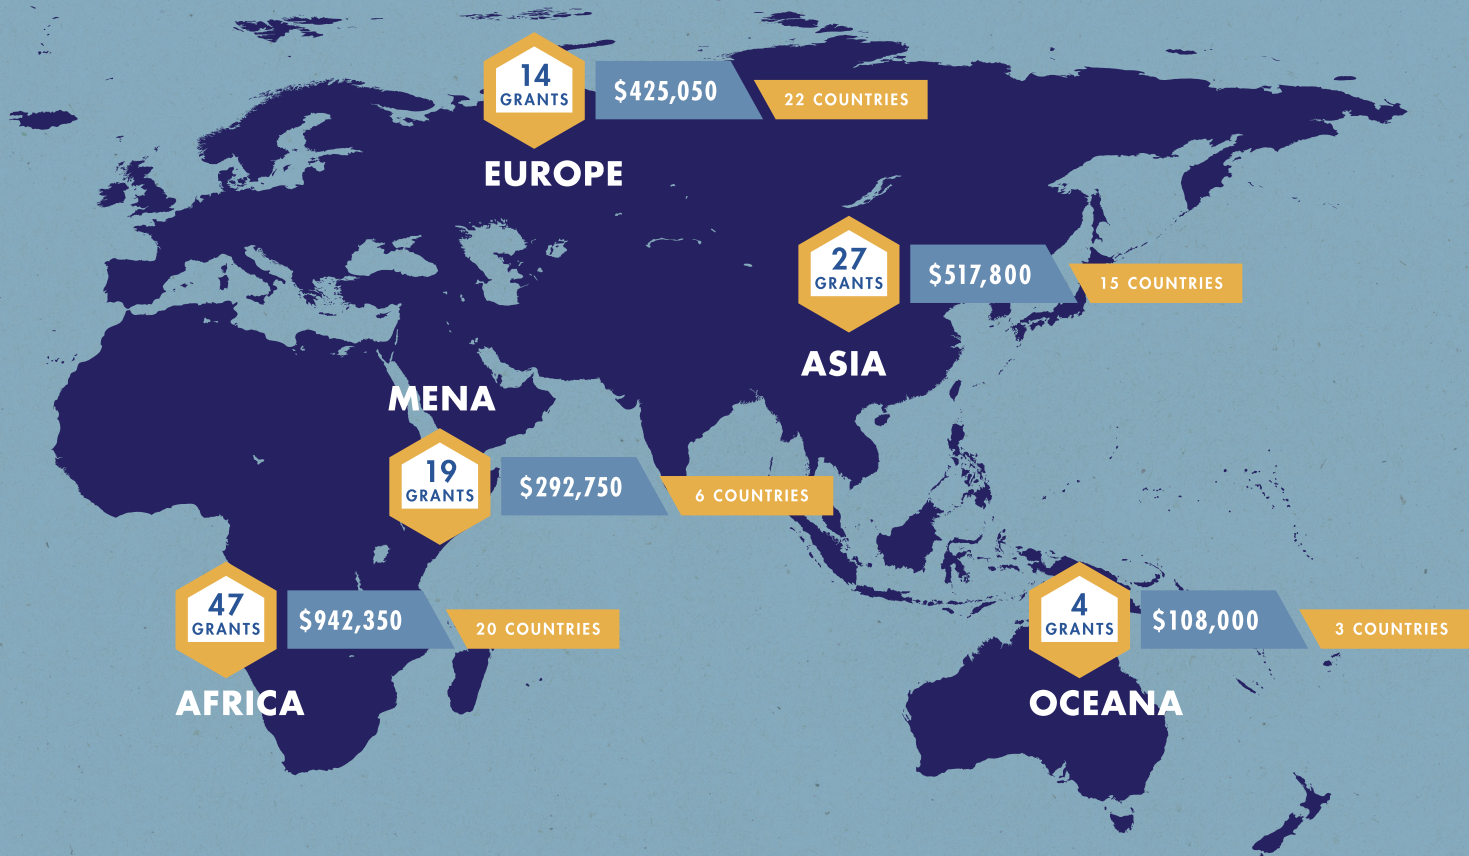 14
GRANTS
$425,050
22 COUNTRIES
EUROPE
27
GRANTS
$517,800
15 COUNTRIES
ASIA
MENA
19
GRANTS
$292,750
6 COUNTRIES
47
GRANTS
$942,350
20 COUNTRIES
AFRICA
4
GRANTS
$108,000
3 COUNTRIES
OCEANA